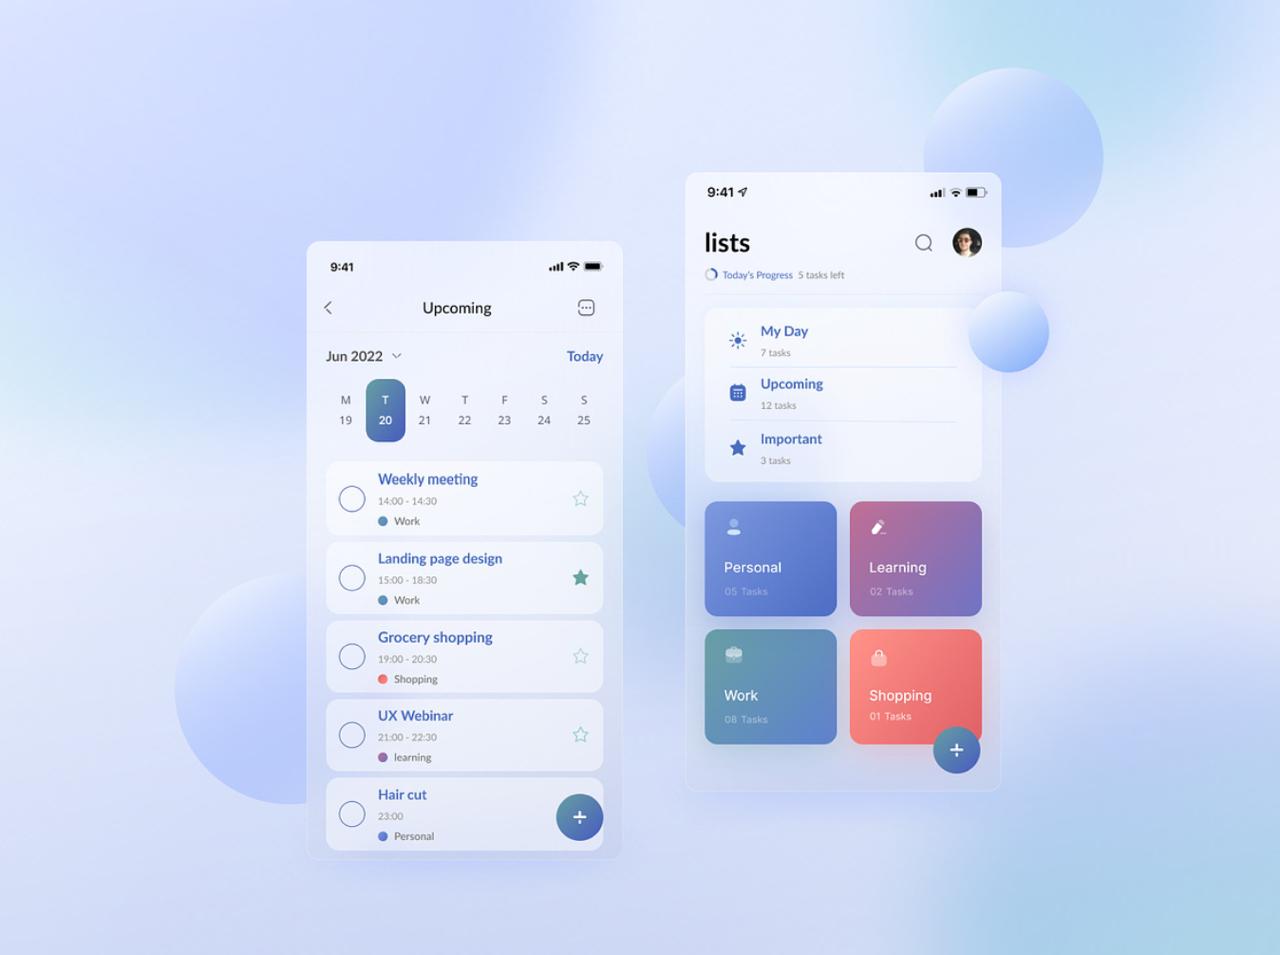 9:41
Upcoming
Jun 2022
Today
M T W T F S S
19 20 21 22 23 24 25
Weekly meeting
14:00 - 14:30
Work
Landing page design
15:00 - 18:30
Work
Grocery shopping
19:00 - 20:30
Shopping
UX Webinar
21:00 - 22:30
learning
Hair cut
23:00
Personal
9:41
lists
Today's Progress 5 tasks left
My Day
7 tasks
Upcoming
12 tasks
Important
3 tasks
Personal
05 Tasks
Learning
02 Tasks
Work
08 Tasks
Shopping
01 Tasks